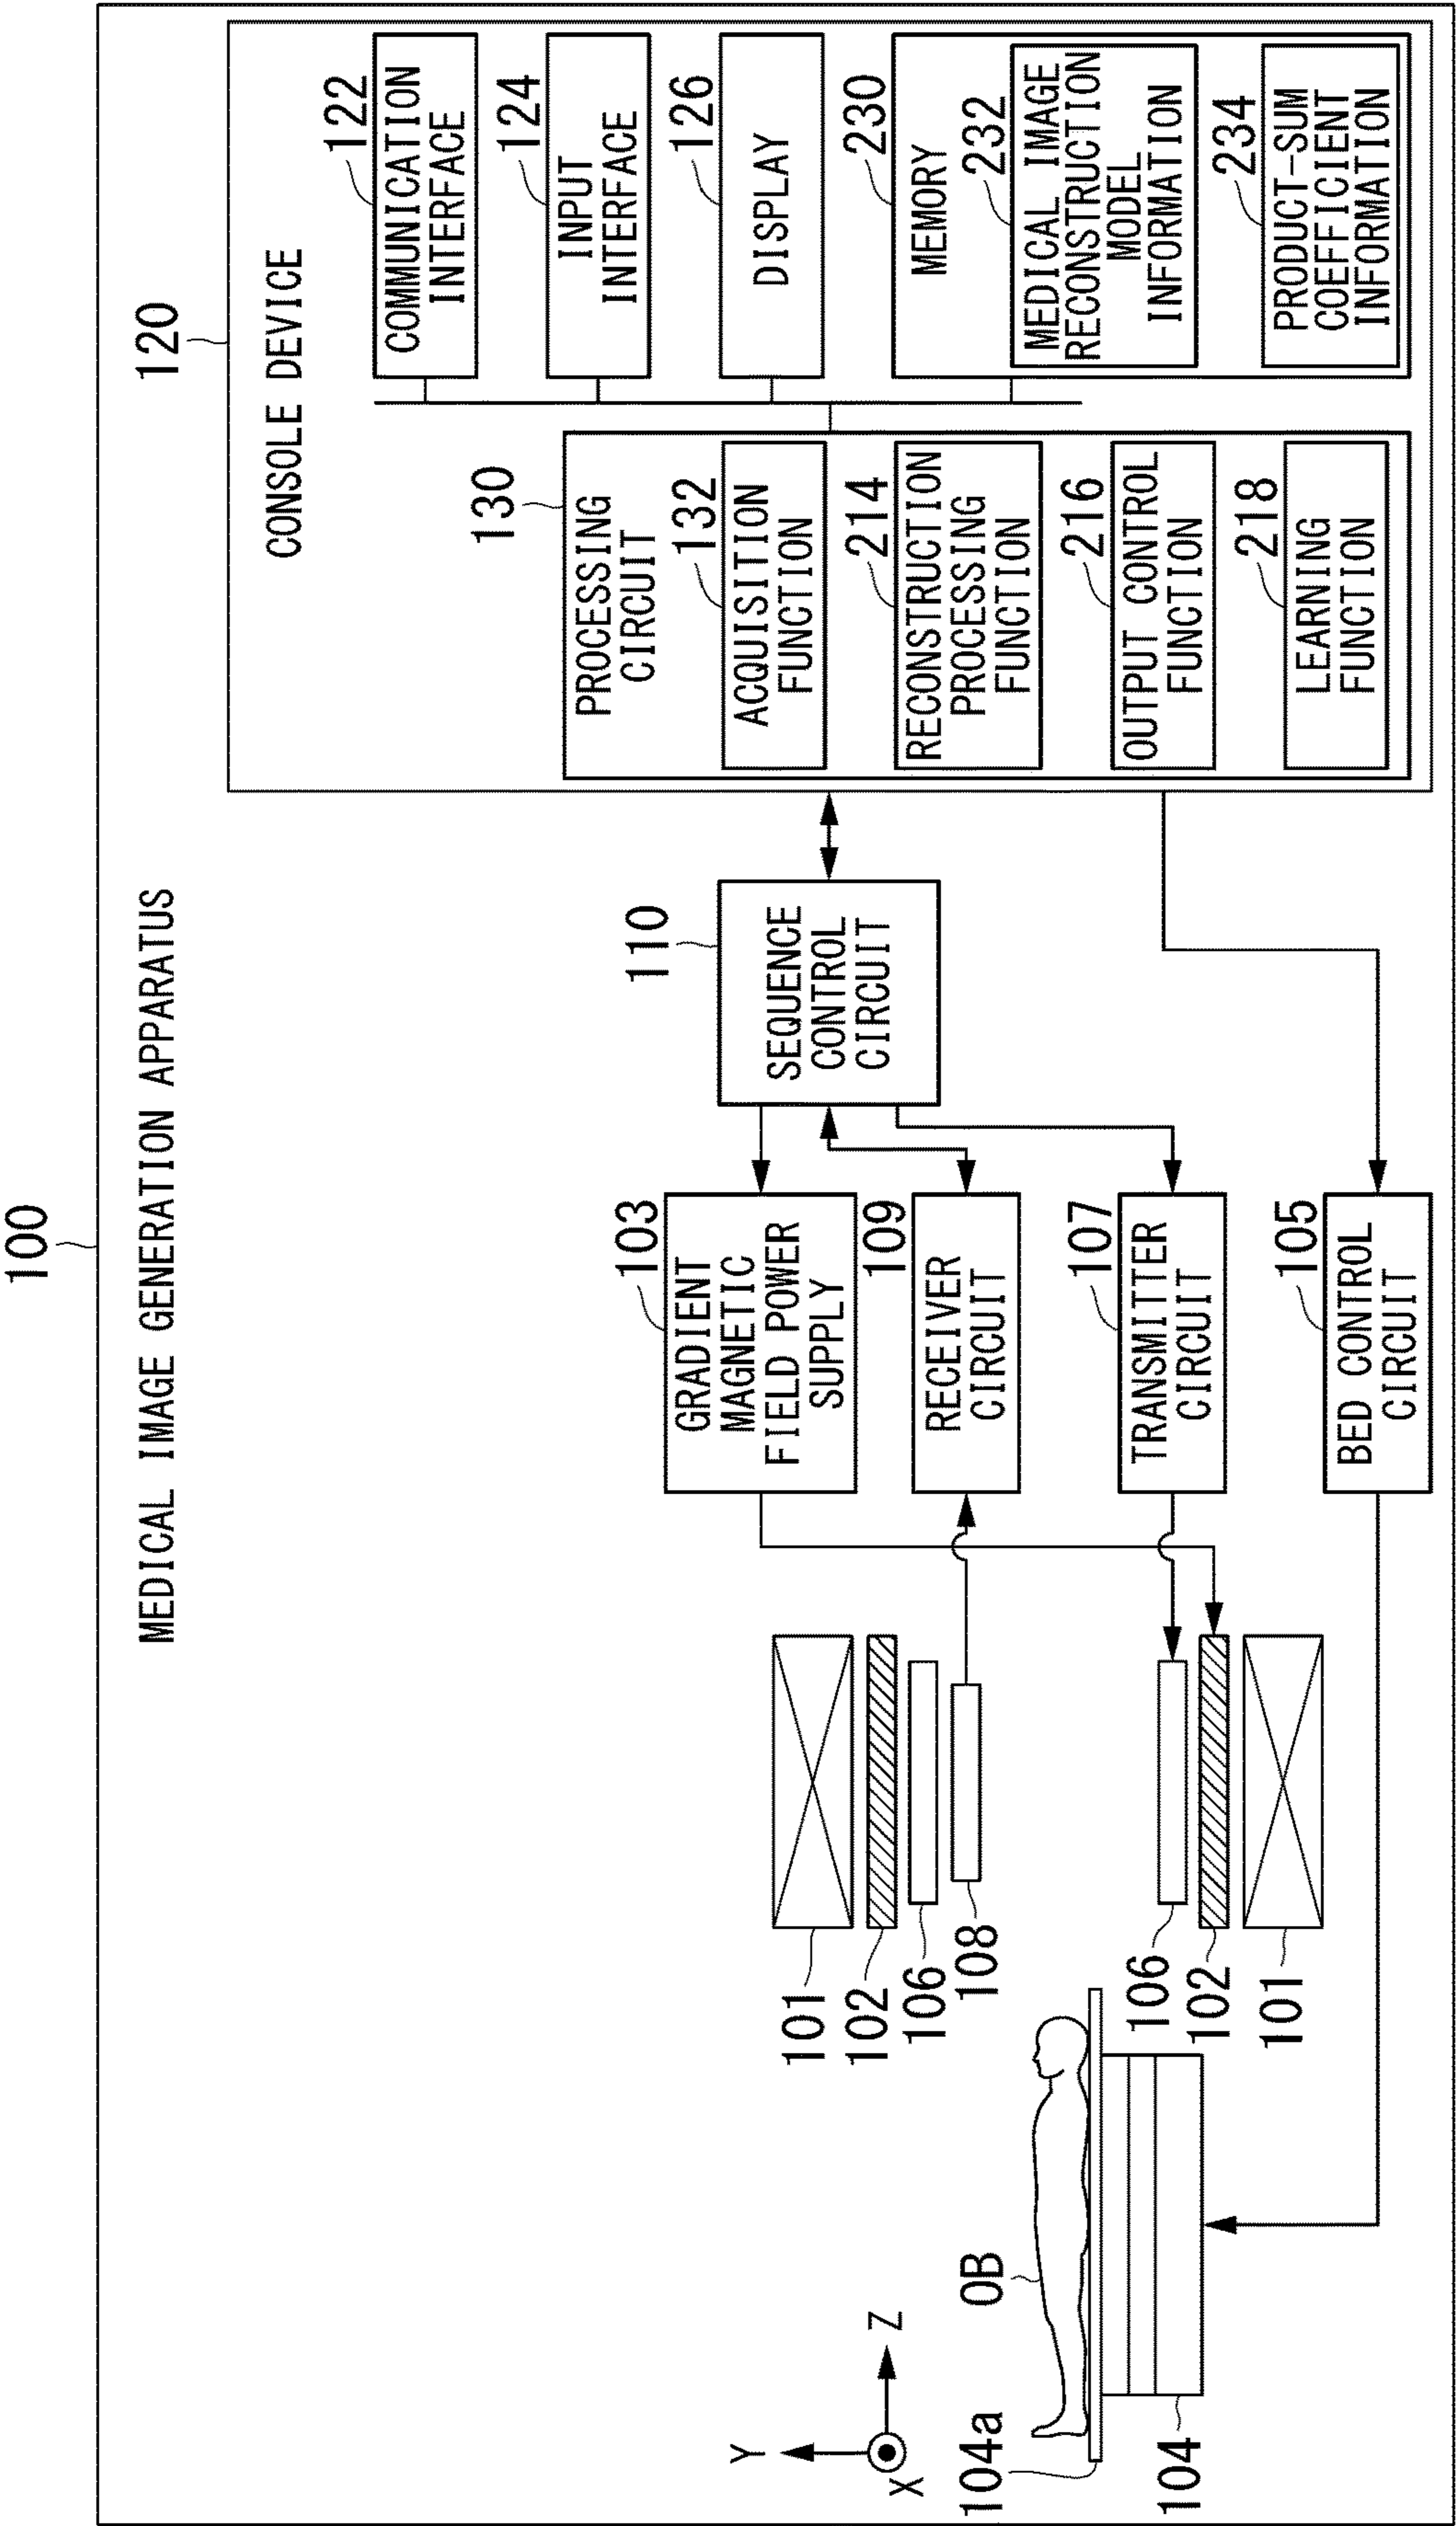 100
MEDICAL IMAGE GENERATION APPARATUS
120
CONSOLE DEVICE
122
COMMUNICATION
INTERFACE
124
INPUT
INTERFACE
126
DISPLAY
230
MEMORY
232
MEDICAL IMAGE
RECONSTRUCTION
MODEL
INFORMATION
234
PRODUCT-SUM
COEFFICIENT
INFORMATION
130
PROCESSING
CIRCUIT
132
ACQUISITION
FUNCTION
214
RECONSTRUCTION
PROCESSING
FUNCTION
216
OUTPUT CONTROL
FUNCTION
218
LEARNING
FUNCTION
110
SEQUENCE
CONTROL
CIRCUIT
103
GRADIENT
MAGNETIC
FIELD POWER
SUPPLY
109
RECEIVER
CIRCUIT
107
TRANSMITTER
CIRCUIT
105
BED CONTROL
CIRCUIT
101
102
106
108
106
102
101
Y
Z
X
OB
104a
104